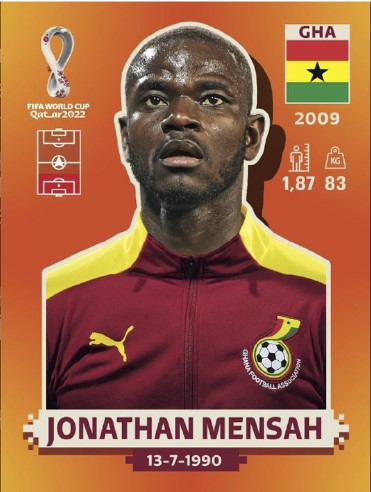 GHA
FIFA WORLD CUP
Qatar2022
2009
KG
1,87 83
GHANA FOOTBALL ASSOCIATION
JONATHAN MENSAH
13-7-1990